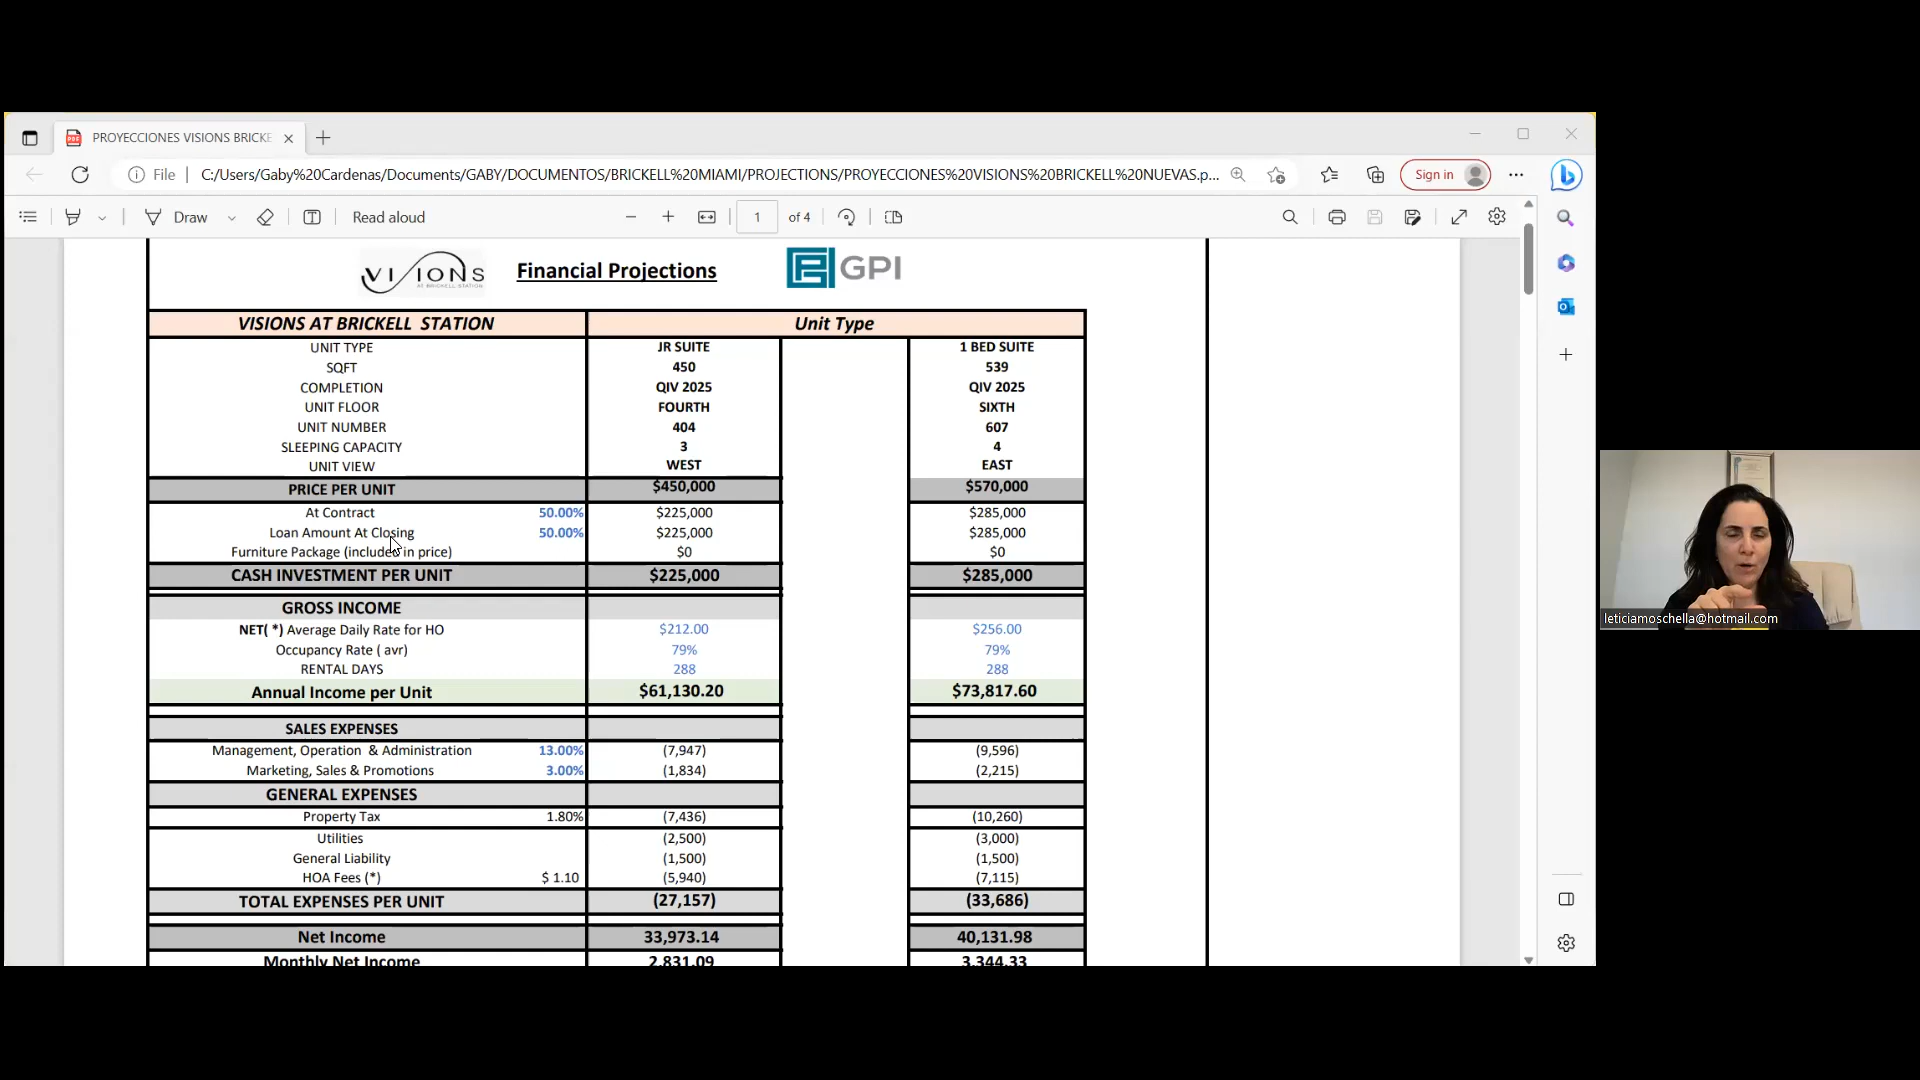 PROYECCIONES VISIONS BRICKE
File
C:/Users/Gaby%20Cardenas/Documents/GABY/DOCUMENTOS/BRICKELL%20MIAMI/PROJECTIONS/PROYECCIONES%20VISIONS%20BRICKELL%20NUEVAS.p...
Sign in
Draw
Read aloud
1 of 4
VISIONS
AT BRICKELL STATION
Financial Projections
GPI
VISIONS AT BRICKELL STATION Unit Type
UNIT TYPE JR SUITE 1 BED SUITE
SQFT 450 539
COMPLETION QIV 2025 QIV 2025
UNIT FLOOR FOURTH SIXTH
UNIT NUMBER 404 607
SLEEPING CAPACITY 3 4
UNIT VIEW WEST EAST
PRICE PER UNIT $450,000 $570,000
At Contract 50.00% $225,000 $285,000
Loan Amount At Closing 50.00% $225,000 $285,000
Furniture Package (included in price) $0 $0
CASH INVESTMENT PER UNIT $225,000 $285,000
GROSS INCOME
NET( *) Average Daily Rate for HO $212.00 $256.00
Occupancy Rate ( avr) 79% 79%
RENTAL DAYS 288 288
Annual Income per Unit $61,130.20 $73,817.60
SALES EXPENSES
Management, Operation & Administration 13.00% (7,947) (9,596)
Marketing, Sales & Promotions 3.00% (1,834) (2,215)
GENERAL EXPENSES
Property Tax 1.80% (7,436) (10,260)
Utilities (2,500) (3,000)
General Liability (1,500) (1,500)
HOA Fees (*) $ 1.10 (5,940) (7,115)
TOTAL EXPENSES PER UNIT (27,157) (33,686)
Net Income 33,973.14 40,131.98
Monthly Net Income 2,831.09 3,344.33
leticiamoschella@hotmail.com